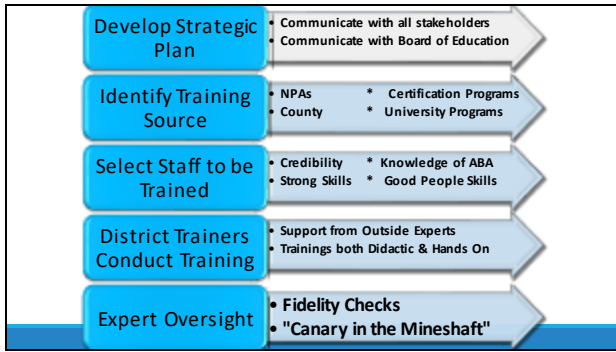 Develop Strategic
Plan
• Communicate with all stakeholders
• Communicate with Board of Education
Identify Training
Source
• NPAs * Certification Programs
• County * University Programs
Select Staff to be
Trained
• Credibility * Knowledge of ABA
• Strong Skills * Good People Skills
District Trainers
Conduct Training
• Support from Outside Experts
• Trainings both Didactic & Hands On
Expert Oversight
• Fidelity Checks
• "Canary in the Mineshaft"